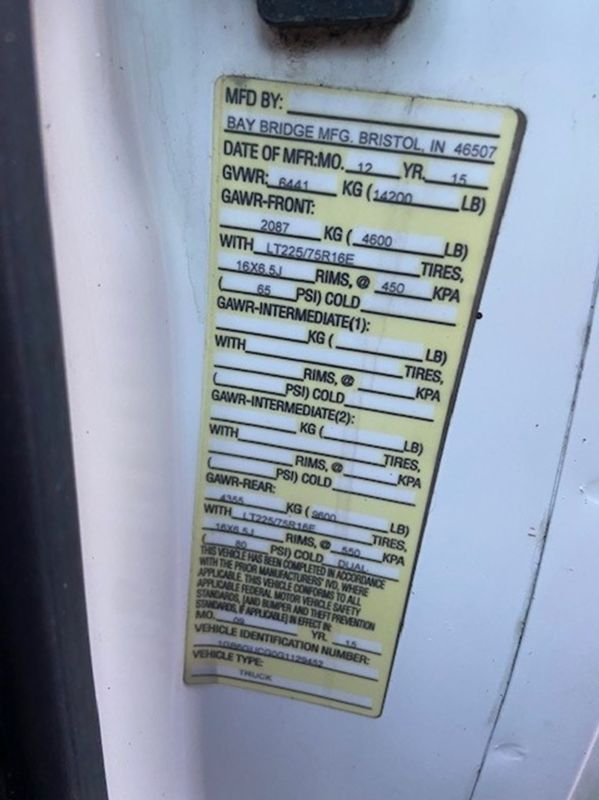 MFD BY:
BAY BRIDGE MFG. BRISTOL, IN 46507
DATE OF MFR:MO. 12 YR. 15
GVWR: 6441 KG (14200 LB)
GAWR-FRONT:
2087 KG (4600 LB)
WITH LT225/75R16E TIRES,
16X6.5J RIMS, @ 450 KPA
(65 PSI) COLD
GAWR-INTERMEDIATE(1):
KG ( LB)
WITH TIRES,
RIMS, @ KPA
( PSI) COLD
GAWR-INTERMEDIATE(2):
KG ( LB)
WITH TIRES,
RIMS, @ KPA
( PSI) COLD
GAWR-REAR:
4355 KG (9600 LB)
WITH LT225/75R16E TIRES,
16X6.5J RIMS, @ 550 KPA
(80 PSI) COLD DUAL
THIS VEHICLE HAS BEEN COMPLETED IN ACCORDANCE
WITH THE PRIOR MANUFACTURERS' IVD, WHERE
APPLICABLE. THIS VEHICLE CONFORMS TO ALL
APPLICABLE FEDERAL MOTOR VEHICLE SAFETY
STANDARDS, [AND BUMPER AND THEFT PREVENTION
STANDARDS, IF APPLICABLE] IN EFFECT IN:
MO. 09 YR. 15
VEHICLE IDENTIFICATION NUMBER:
VEHICLE TYPE:
TRUCK